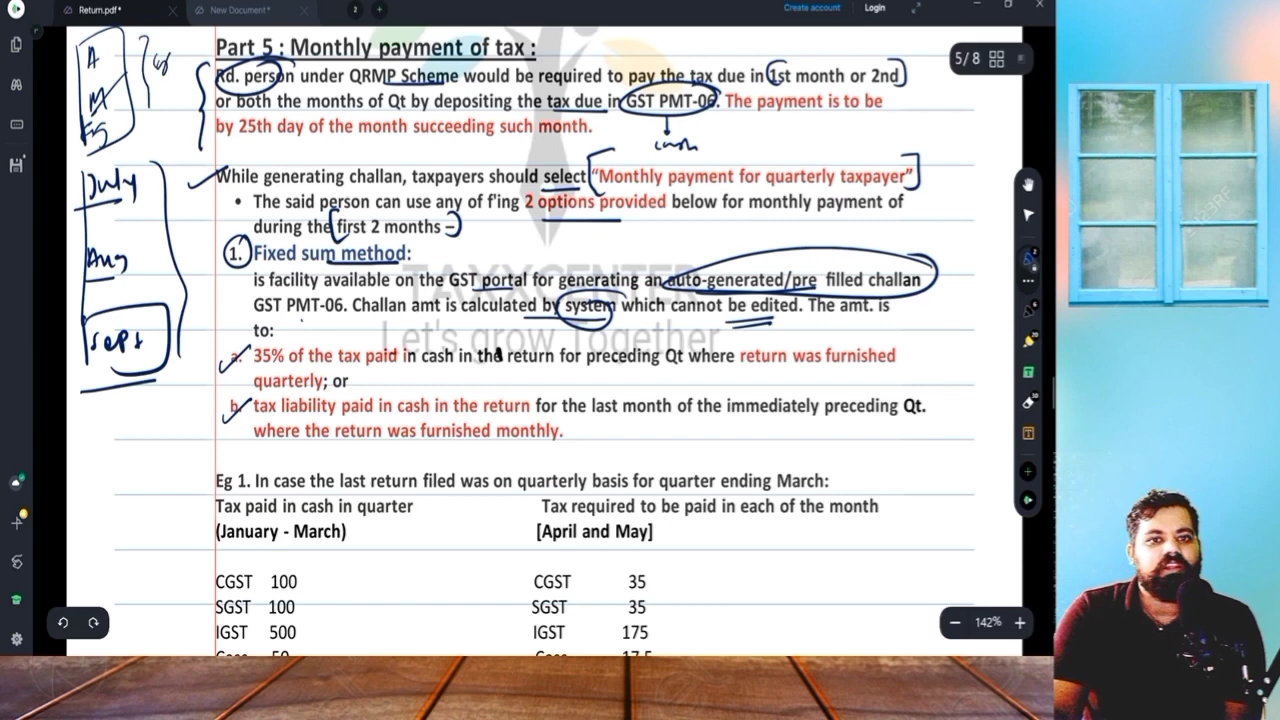 Return.pdf*
New Document*
2
Create account
Login
5/8
Part 5 : Monthly payment of tax :
Rd. person under QRMP Scheme would be required to pay the tax due in 1st month or 2nd
or both the months of Qt by depositing the tax due in GST PMT-06. The payment is to be
by 25th day of the month succeeding such month.
cash
While generating challan, taxpayers should select “Monthly payment for quarterly taxpayer”
• The said person can use any of f'ing 2 options provided below for monthly payment of
during the first 2 months –
1. Fixed sum method:
is facility available on the GST portal for generating an auto-generated/pre filled challan
GST PMT-06. Challan amt is calculated by system which cannot be edited. The amt. is
to:
a. 35% of the tax paid in cash in the return for preceding Qt where return was furnished
quarterly; or
b. tax liability paid in cash in the return for the last month of the immediately preceding Qt.
where the return was furnished monthly.
Eg 1. In case the last return filed was on quarterly basis for quarter ending March:
Tax paid in cash in quarter Tax required to be paid in each of the month
(January - March) [April and May]
CGST 100 CGST 35
SGST 100 SGST 35
IGST 500 IGST 175
50 17.5
A
M
July
Aug
Sept
TAXXCENTER
Let's grow Together
142%
123RF